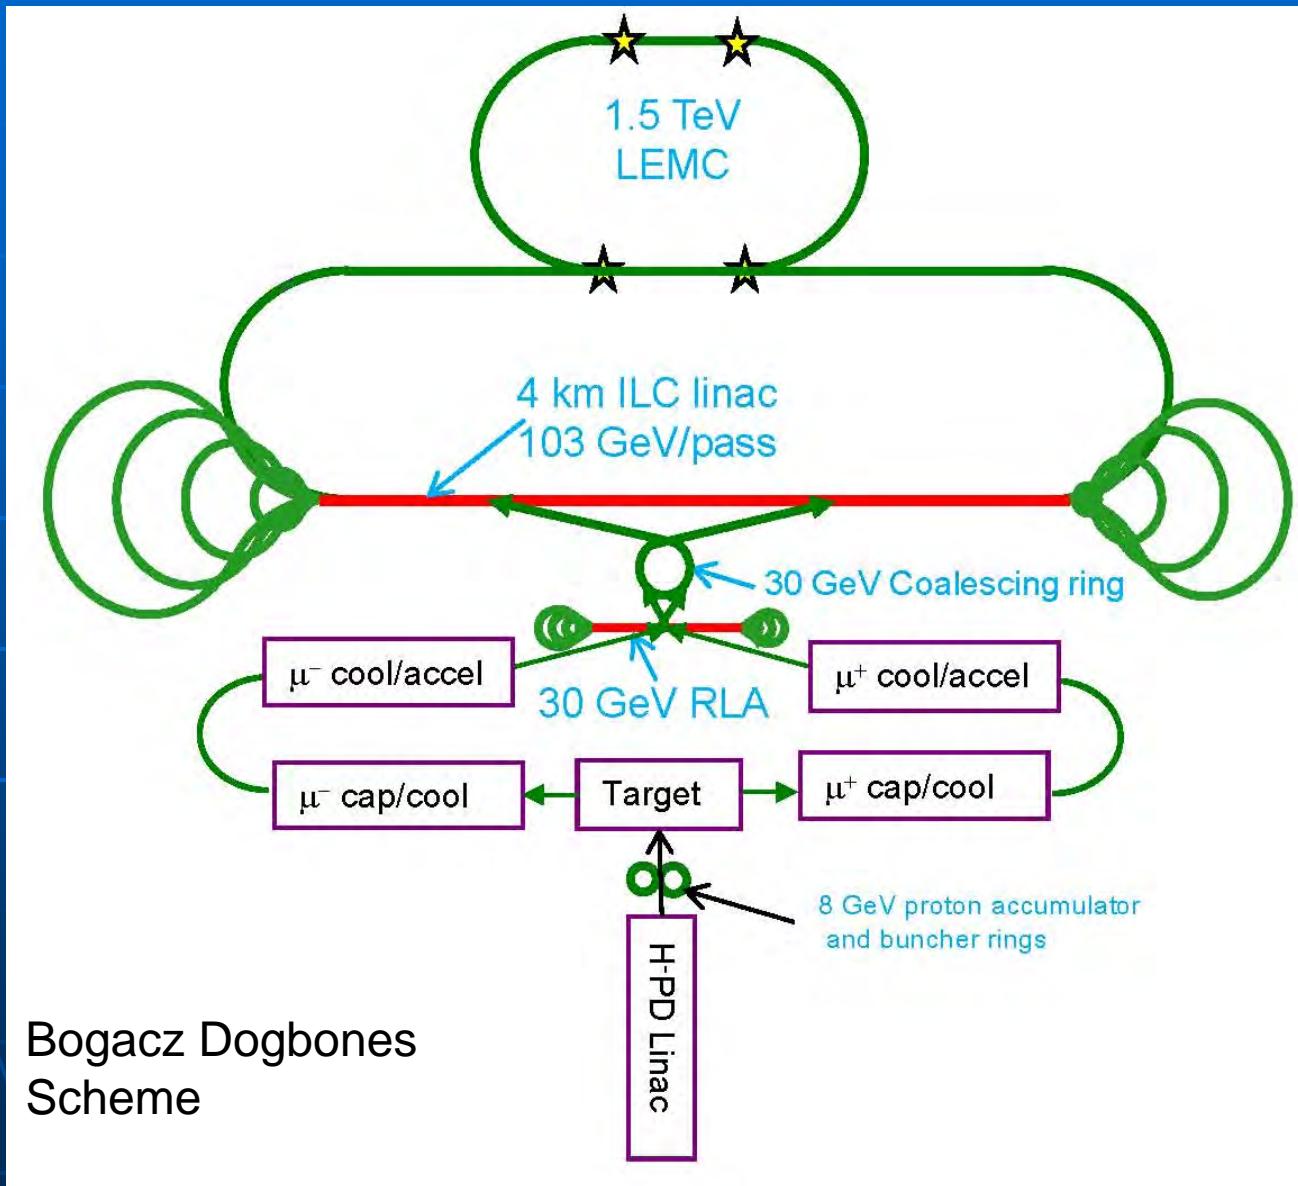 1.5 TeV
LEMC
4 km ILC linac
103 GeV/pass
30 GeV Coalescing ring
μ⁻ cool/accel
μ⁺ cool/accel
30 GeV RLA
μ⁻ cap/cool
Target
μ⁺ cap/cool
8 GeV proton accumulator
and buncher rings
H-PD Linac
Bogacz Dogbones
Scheme